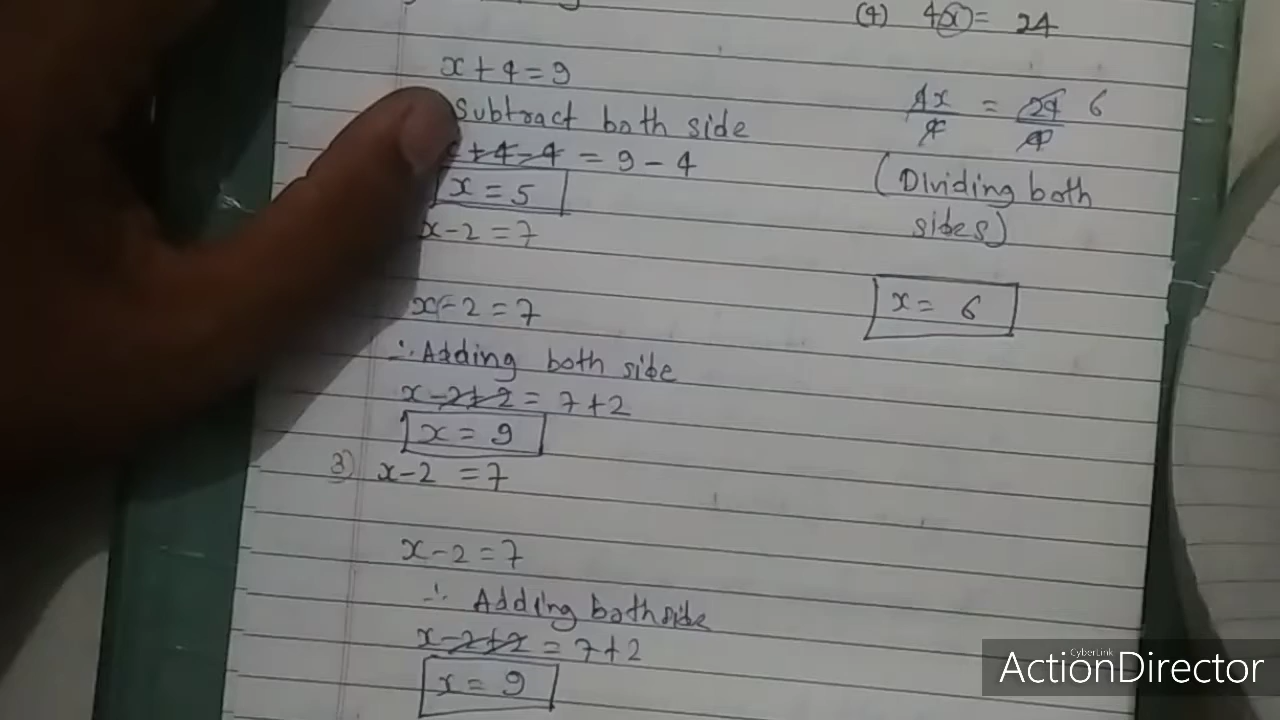 x + 4 = 9
Subtract both side
+ 4 - 4 = 9 - 4
x = 5
x - 2 = 7
x - 2 = 7
∴ Adding both side
x - 2 + 2 = 7 + 2
x = 9
3) x - 2 = 7
x - 2 = 7
∴ Adding both side
x - 2 + 2 = 7 + 2
x = 9
(4) 4x = 24
4x/4 = 24/4 6
(Dividing both
sides)
x = 6
CyberLink
ActionDirector